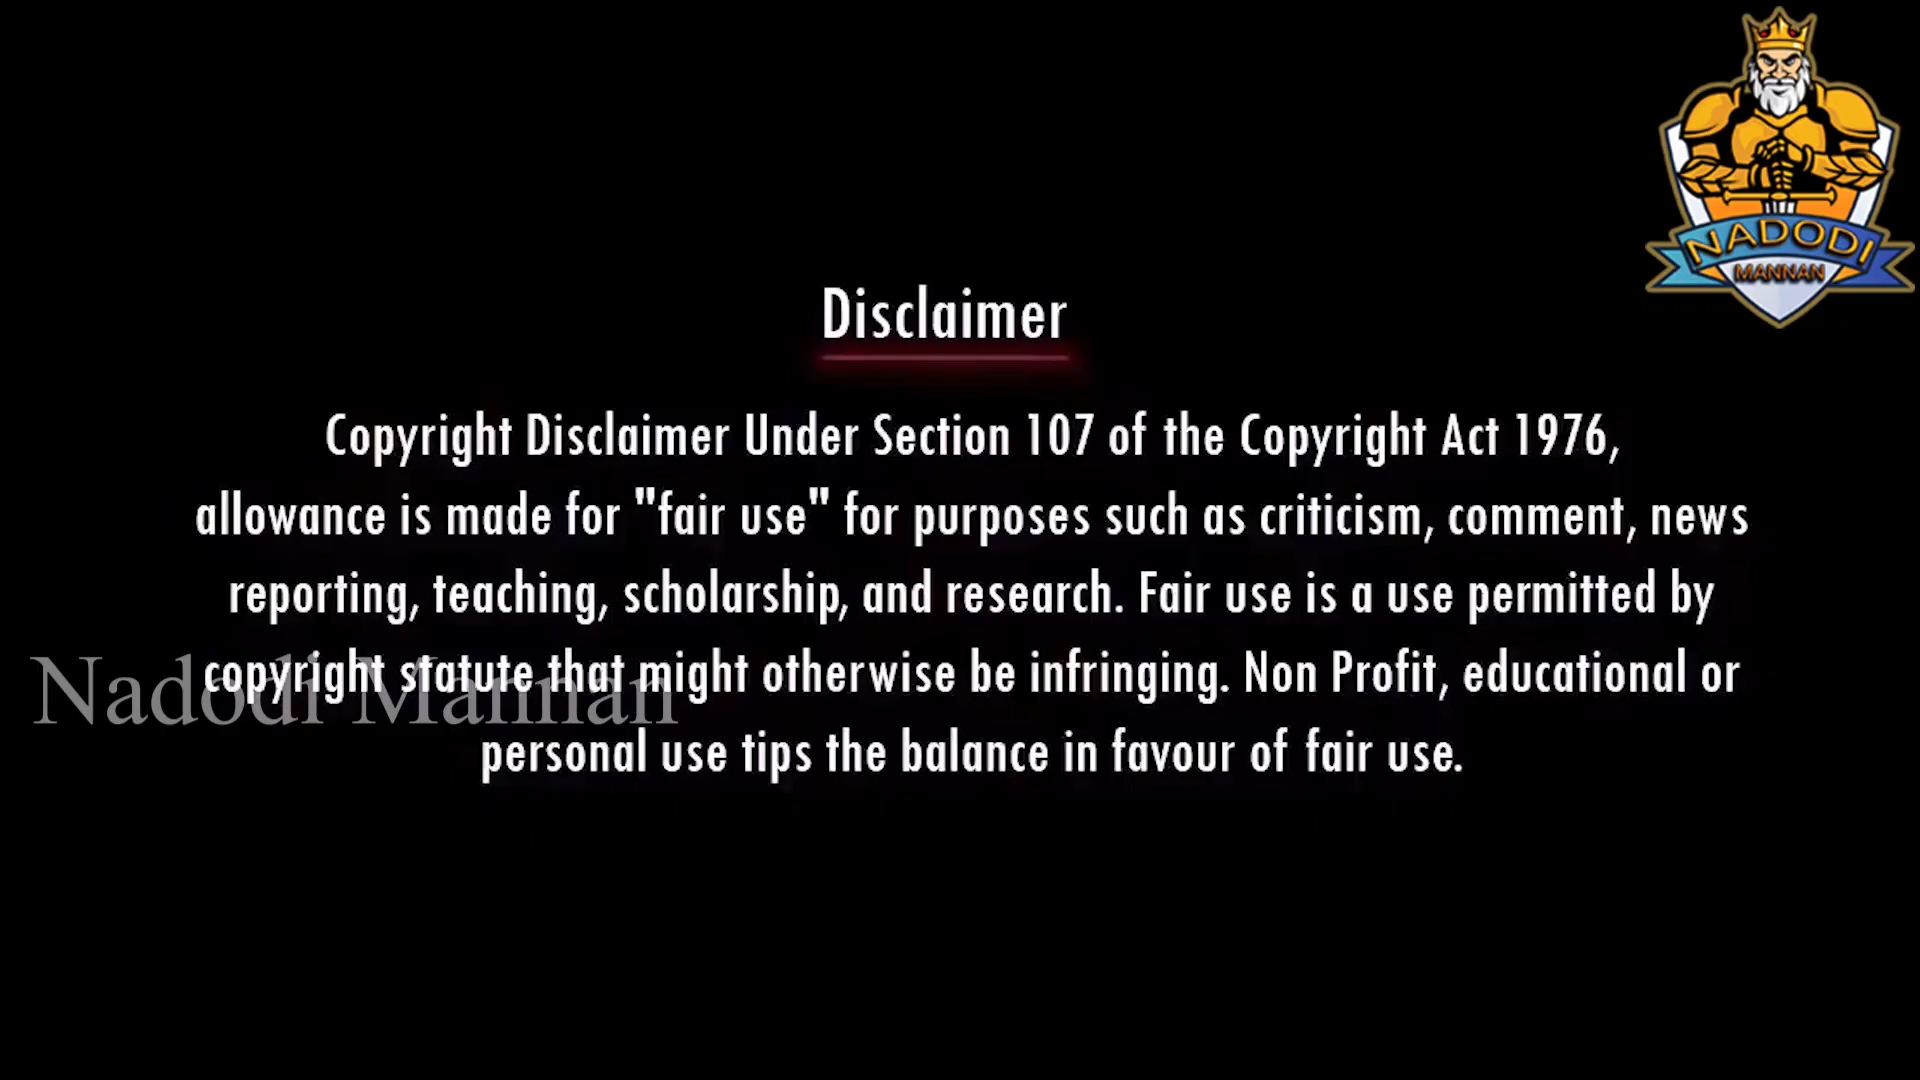 NADODI
MANNAN
Disclaimer
Copyright Disclaimer Under Section 107 of the Copyright Act 1976,
allowance is made for "fair use" for purposes such as criticism, comment, news
reporting, teaching, scholarship, and research. Fair use is a use permitted by
copyright statute that might otherwise be infringing. Non Profit, educational or
Nadodi Mannan
personal use tips the balance in favour of fair use.